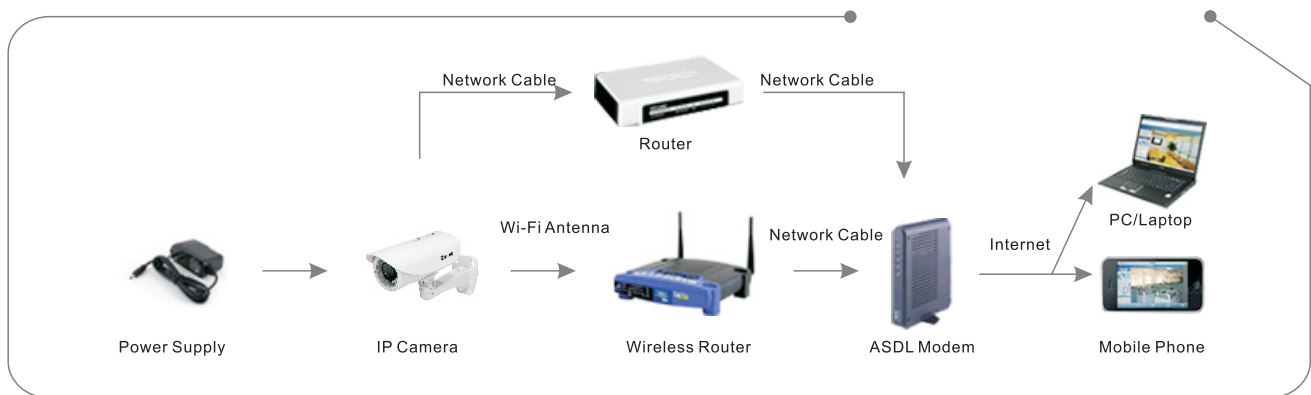 Network Cable
Network Cable
Router
Wi-Fi Antenna
Network Cable
Internet
PC/Laptop
Power Supply
IP Camera
Wireless Router
ASDL Modem
Mobile Phone